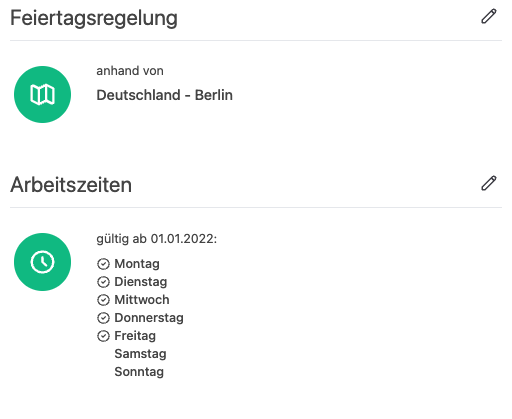 Feiertagsregelung
anhand von
Deutschland - Berlin
Arbeitszeiten
gültig ab 01.01.2022:
Montag
Dienstag
Mittwoch
Donnerstag
Freitag
Samstag
Sonntag